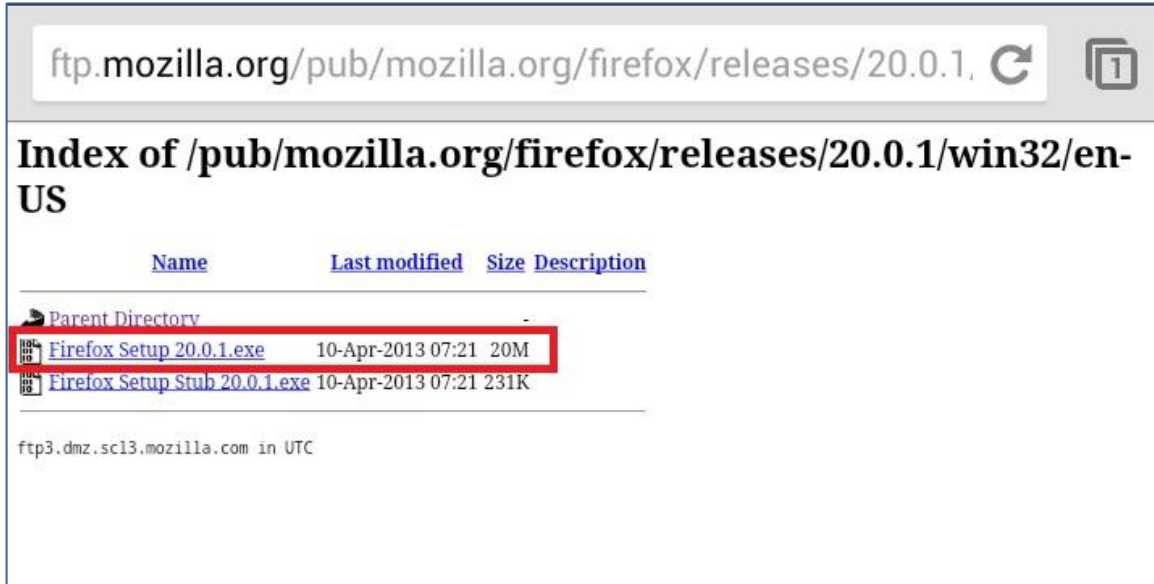 ftp.mozilla.org/pub/mozilla.org/firefox/releases/20.0.1,
1
Index of /pub/mozilla.org/firefox/releases/20.0.1/win32/en-
US
Name Last modified Size Description
Parent Directory -
Firefox Setup 20.0.1.exe 10-Apr-2013 07:21 20M
Firefox Setup Stub 20.0.1.exe 10-Apr-2013 07:21 231K
ftp3.dmz.scl3.mozilla.com in UTC